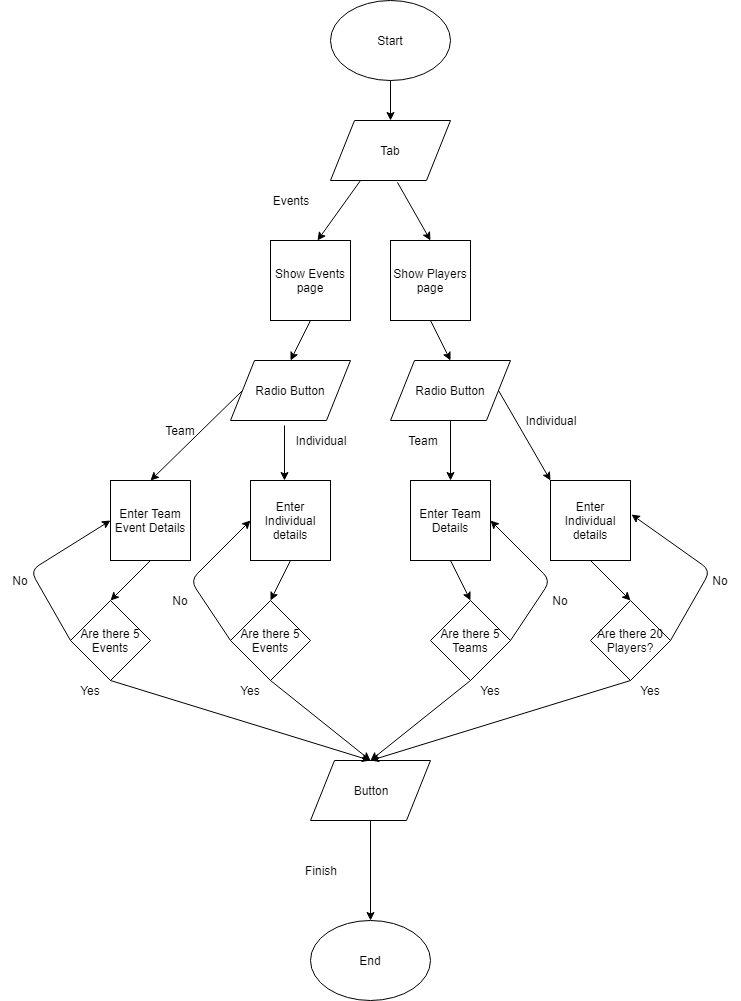 Start
Tab
Events
Show Events
page
Show Players
page
Radio Button
Radio Button
Team
Individual
Team
Individual
Enter Team
Event Details
Enter
Individual
details
Enter Team
Details
Enter
Individual
details
No
No
No
No
Are there 5
Events
Are there 5
Events
Are there 5
Teams
Are there 20
Players?
Yes
Yes
Yes
Yes
Button
Finish
End